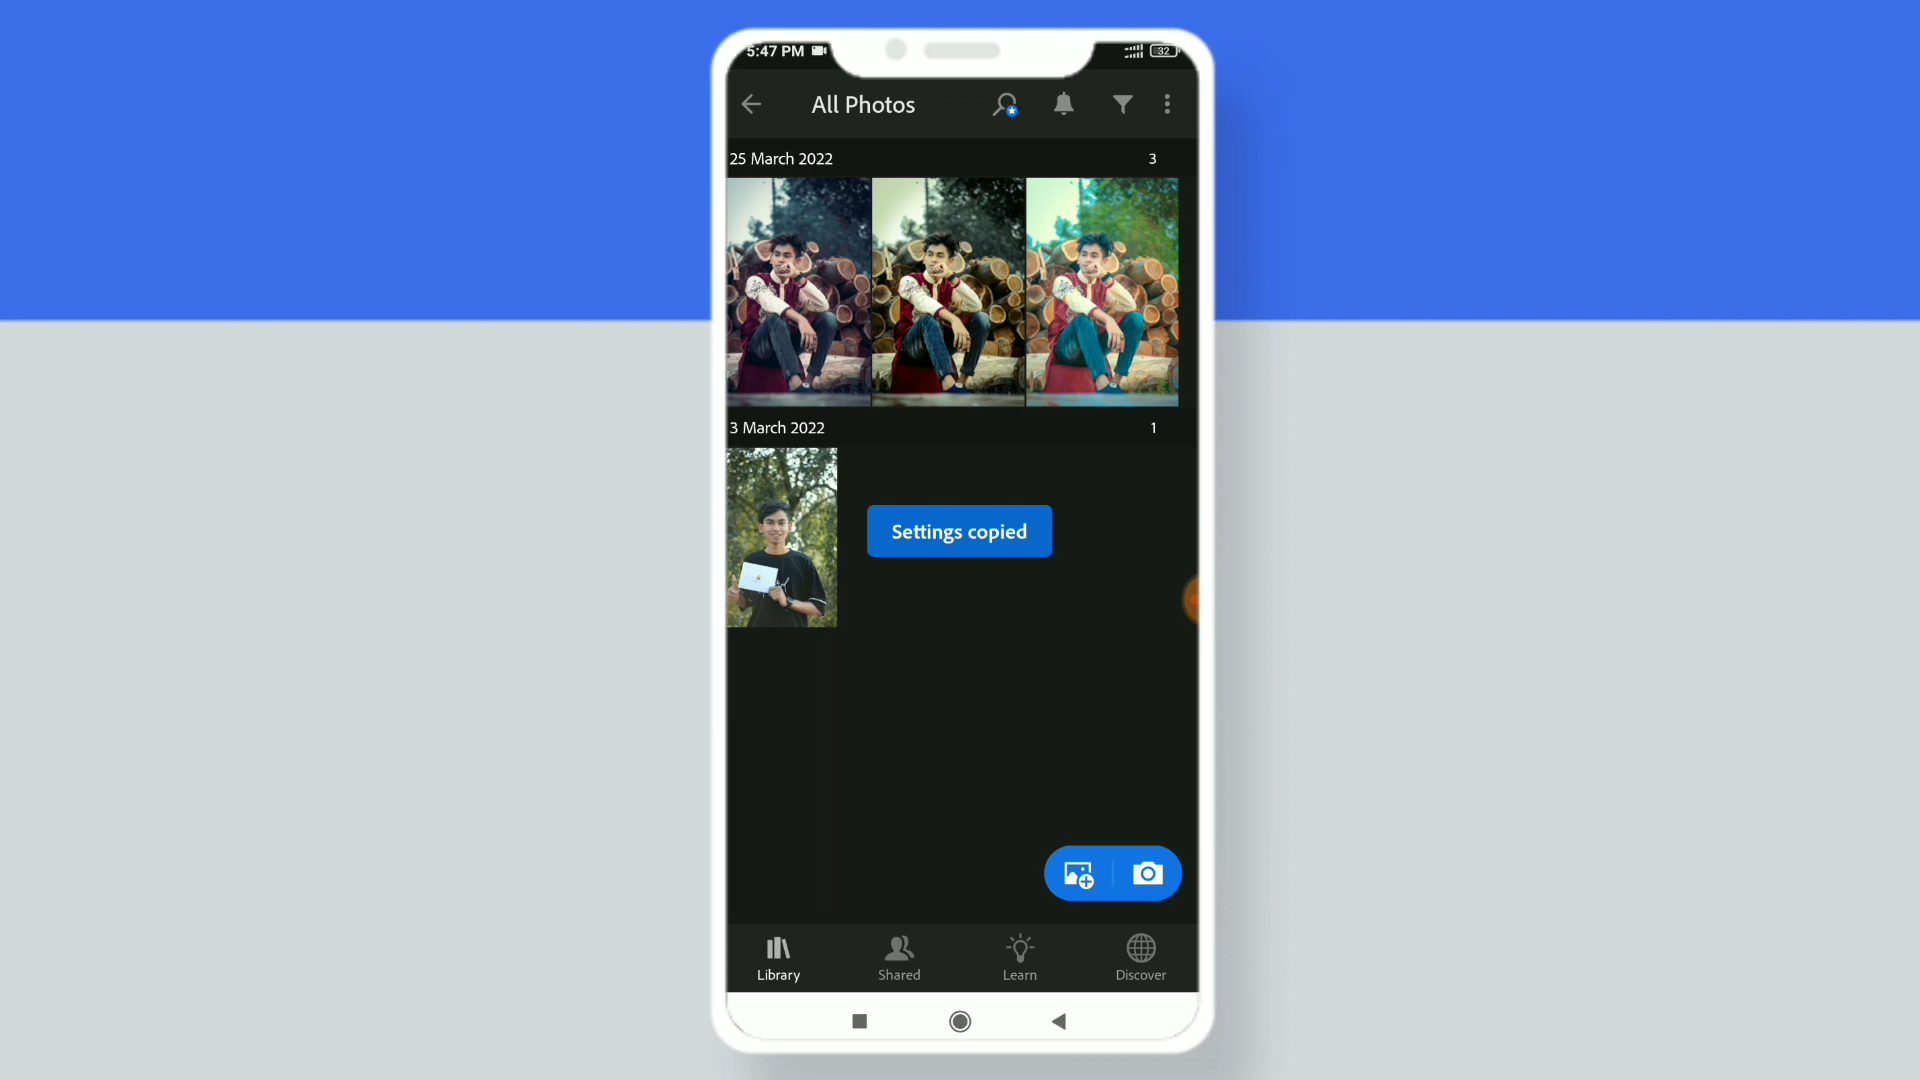 5:47 PM
32
All Photos
25 March 2022
3
3 March 2022
1
Settings copied
Library
Shared
Learn
Discover